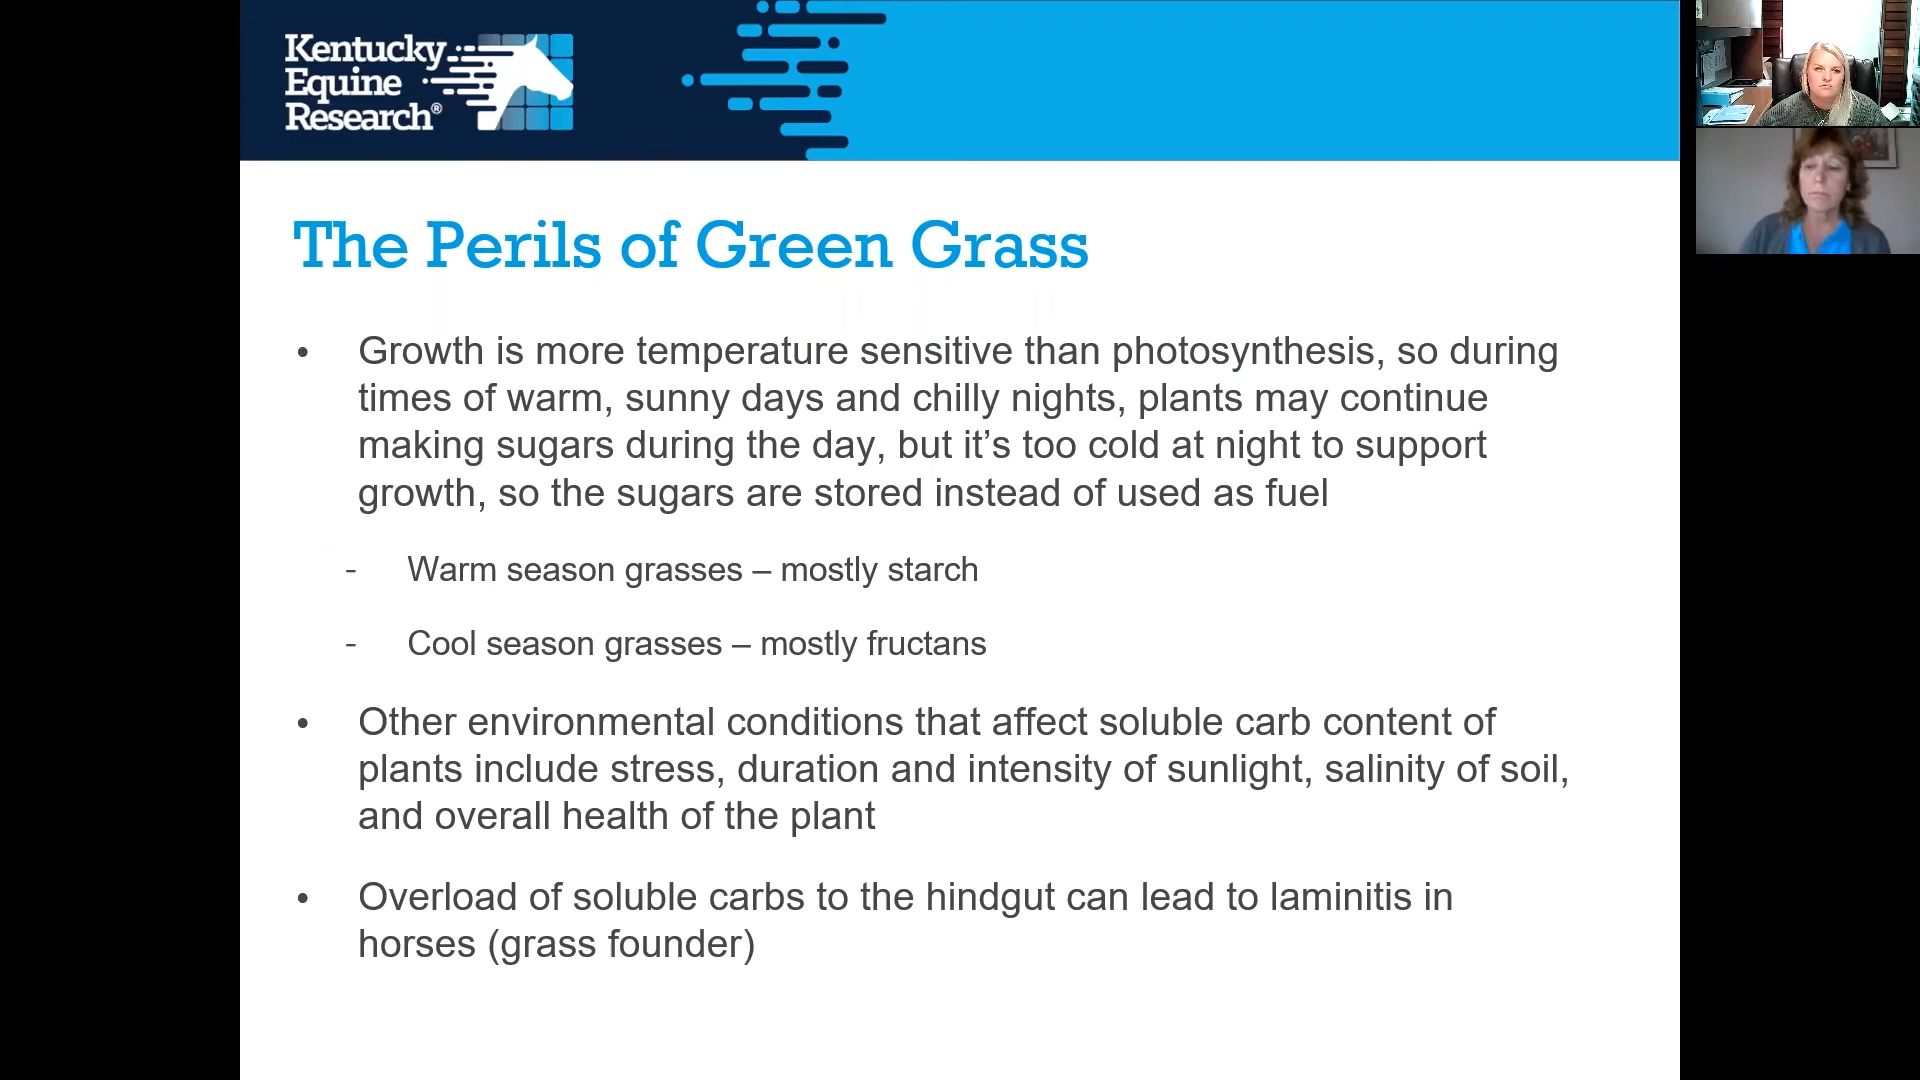 Kentucky
Equine
Research®
The Perils of Green Grass
• Growth is more temperature sensitive than photosynthesis, so during
times of warm, sunny days and chilly nights, plants may continue
making sugars during the day, but it’s too cold at night to support
growth, so the sugars are stored instead of used as fuel
- Warm season grasses – mostly starch
- Cool season grasses – mostly fructans
• Other environmental conditions that affect soluble carb content of
plants include stress, duration and intensity of sunlight, salinity of soil,
and overall health of the plant
• Overload of soluble carbs to the hindgut can lead to laminitis in
horses (grass founder)